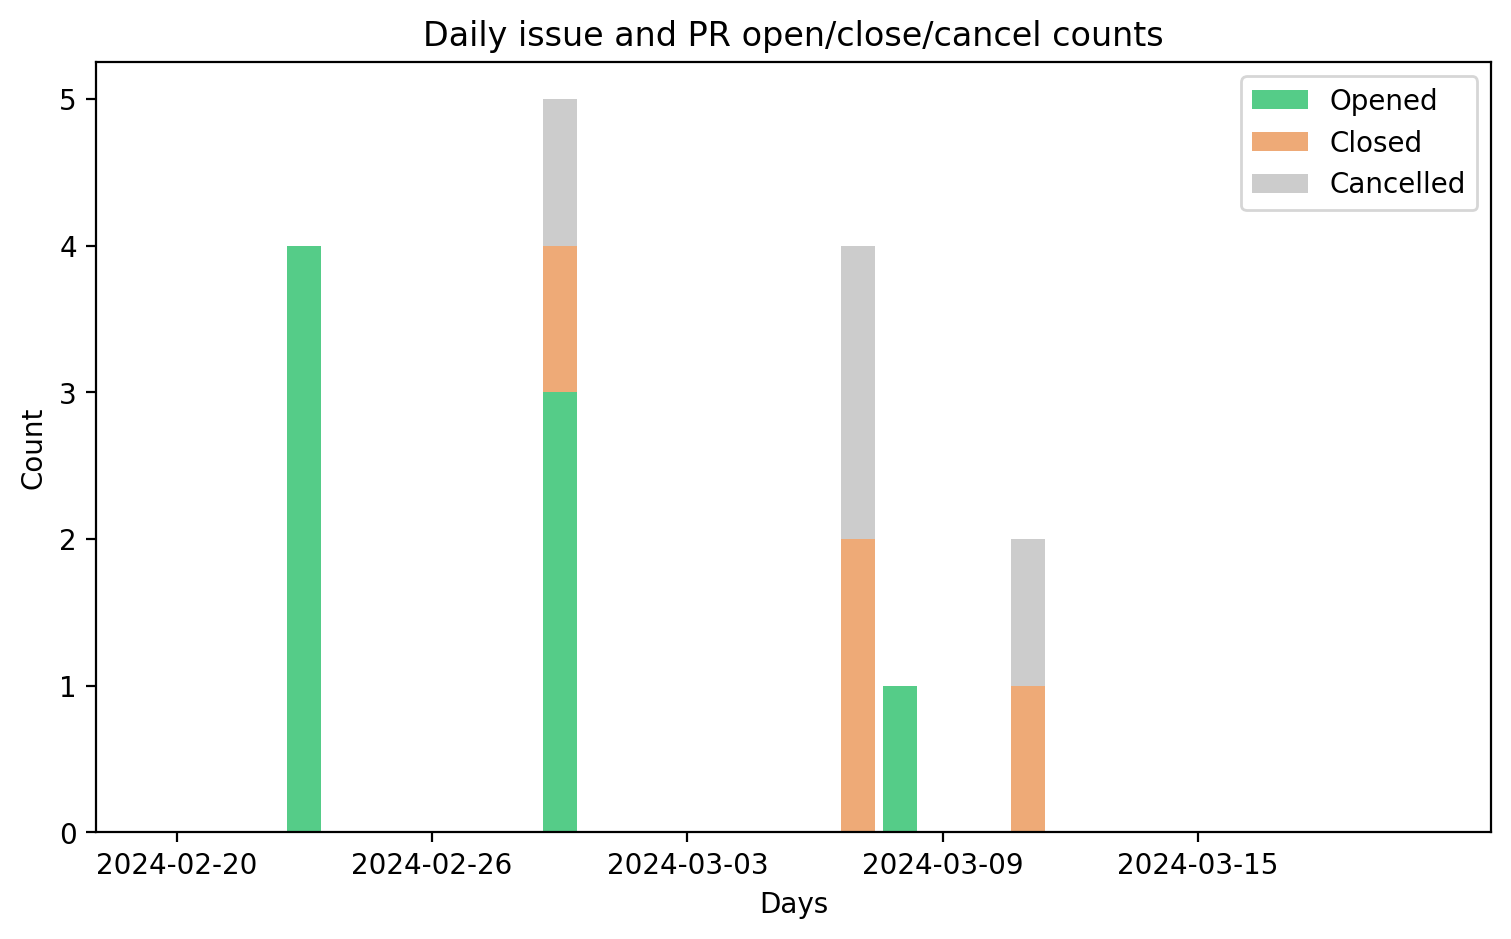 Daily issue and PR open/close/cancel counts
Opened
Closed
Cancelled
5
4
3
2
1
0
Count
2024-02-20 2024-02-26 2024-03-03 2024-03-09 2024-03-15
Days